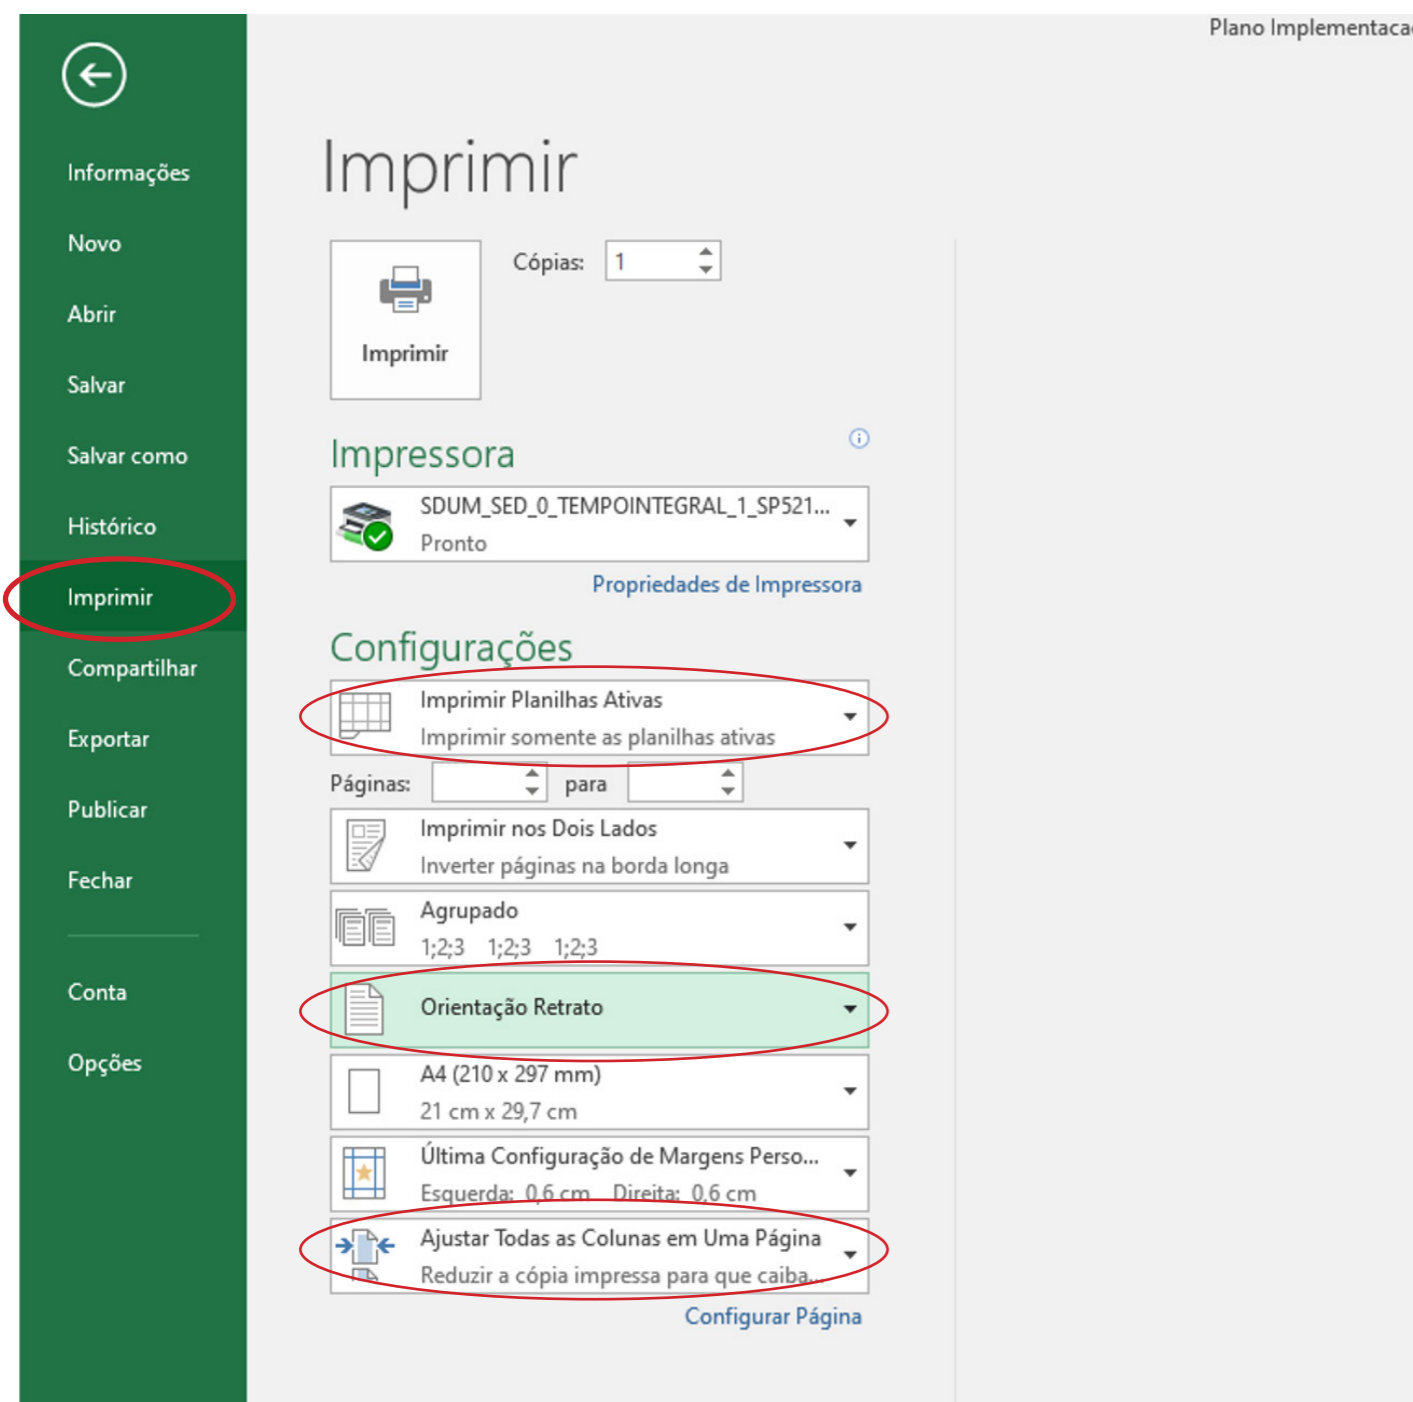 Plano Implementaca
Informações
Novo
Abrir
Salvar
Salvar como
Histórico
Imprimir
Compartilhar
Exportar
Publicar
Fechar
Conta
Opções
Imprimir
Imprimir
Cópias: 1
Impressora
SDUM_SED_0_TEMPOINTEGRAL_1_SP521...
Pronto
Propriedades de Impressora
Configurações
Imprimir Planilhas Ativas
Imprimir somente as planilhas ativas
Páginas: para
Imprimir nos Dois Lados
Inverter páginas na borda longa
Agrupado
1;2;3 1;2;3 1;2;3
Orientação Retrato
A4 (210 x 297 mm)
21 cm x 29,7 cm
Última Configuração de Margens Perso...
Esquerda: 0,6 cm Direita: 0,6 cm
Ajustar Todas as Colunas em Uma Página
Reduzir a cópia impressa para que caiba...
Configurar Página